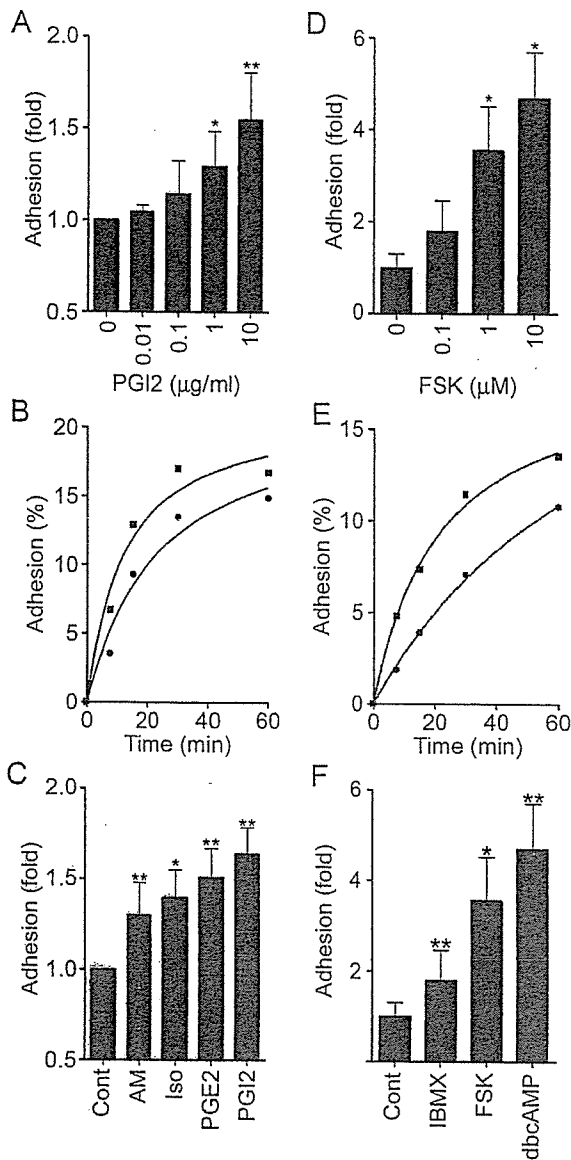 A
2.0
1.5
1.0
0.5
Adhesion (fold)
*
**
0
0.01
0.1
1
10
PGI2 (μg/ml)
D
6
4
2
0
Adhesion (fold)
*
*
0
0.1
1
10
FSK (μM)
B
20
15
10
5
0
Adhesion (%)
0
20
40
60
Time (min)
E
15
10
5
0
Adhesion (%)
0
20
40
60
Time (min)
C
2.0
1.5
1.0
0.5
Adhesion (fold)
**
*
**
**
Cont
AM
Iso
PGE2
PGI2
F
6
4
2
Adhesion (fold)
**
*
**
Cont
IBMX
FSK
dbcAMP